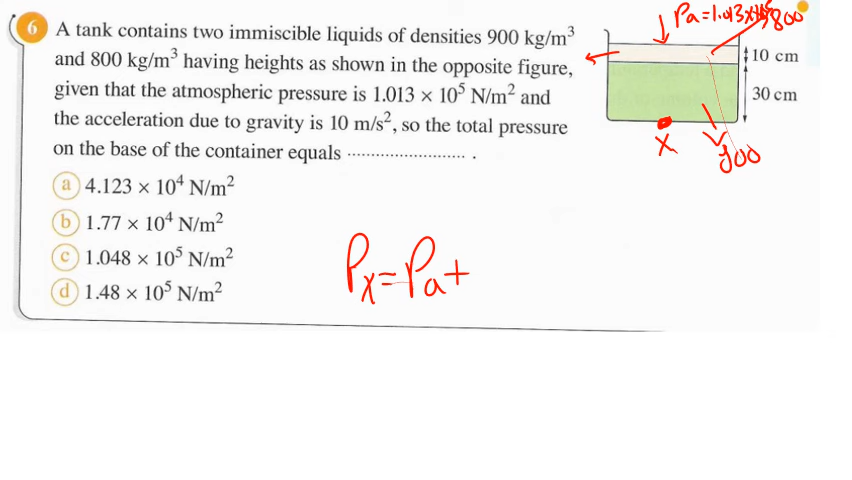 6 A tank contains two immiscible liquids of densities 900 kg/m³
and 800 kg/m³ having heights as shown in the opposite figure,
given that the atmospheric pressure is 1.013 × 10⁵ N/m² and
the acceleration due to gravity is 10 m/s², so the total pressure
on the base of the container equals ........................ .
a 4.123 × 10⁴ N/m²
b 1.77 × 10⁴ N/m²
c 1.048 × 10⁵ N/m²
d 1.48 × 10⁵ N/m²
800
10 cm
30 cm
x
900
Px=Pa+